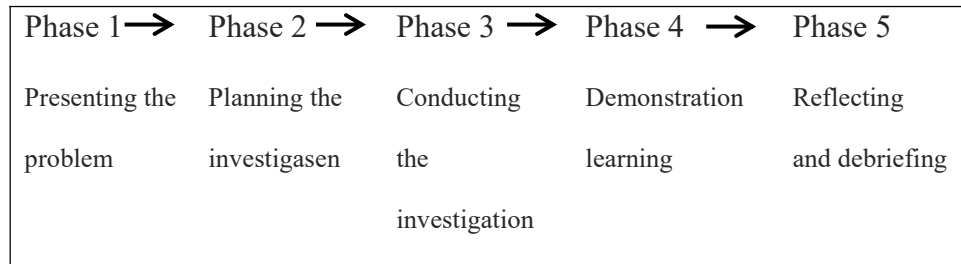 Phase 1 → Phase 2 → Phase 3 → Phase 4 → Phase 5
Presenting the Planning the Conducting Demonstration Reflecting
problem investigasen the learning and debriefing
investigation